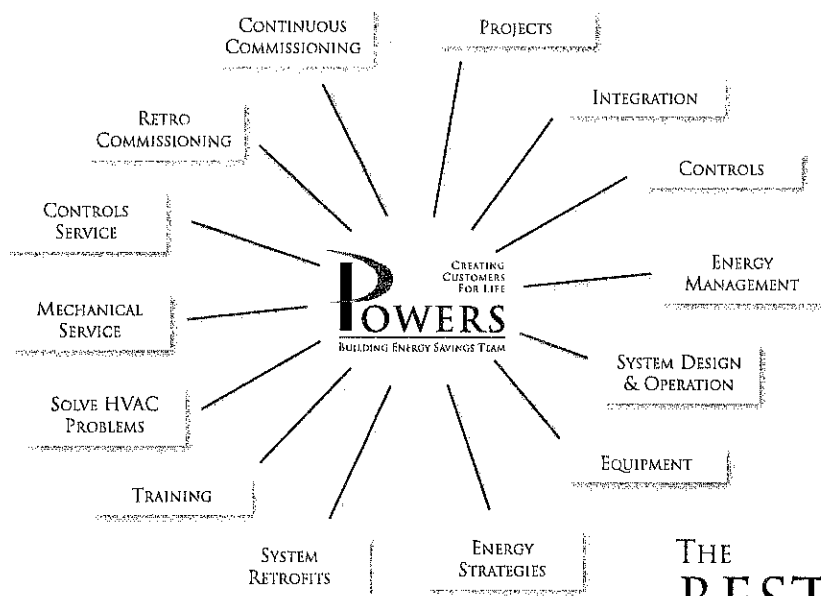 CONTINUOUS
COMMISSIONING
PROJECTS
RETRO
COMMISSIONING
INTEGRATION
CONTROLS
CONTROLS
SERVICE
ENERGY
MANAGEMENT
CREATING
CUSTOMERS
FOR LIFE
POWERS
BUILDING ENERGY SAVINGS TEAM
MECHANICAL
SERVICE
SYSTEM DESIGN
& OPERATION
SOLVE HVAC
PROBLEMS
EQUIPMENT
TRAINING
SYSTEM
RETROFITS
ENERGY
STRATEGIES
THE
BEST